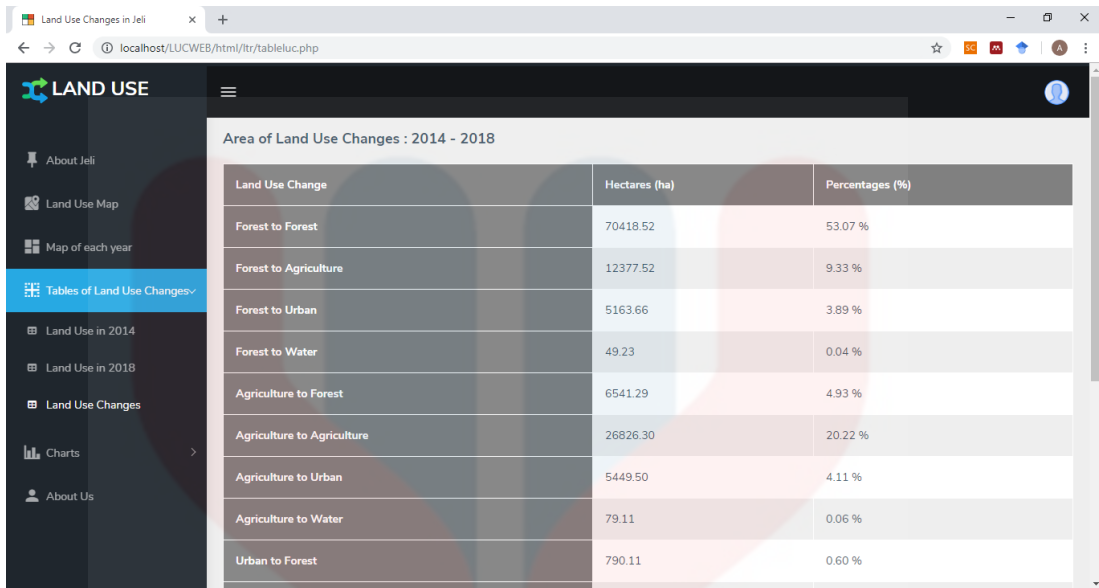 Land Use Changes in Jeli
localhost/LUCWEB/html/ltr/tableluc.php
SC
A
LAND USE
About Jeli
Land Use Map
Map of each year
Tables of Land Use Changes
Land Use in 2014
Land Use in 2018
Land Use Changes
Charts
About Us
Area of Land Use Changes : 2014 - 2018
Land Use Change Hectares (ha) Percentages (%)
Forest to Forest 70418.52 53.07 %
Forest to Agriculture 12377.52 9.33 %
Forest to Urban 5163.66 3.89 %
Forest to Water 49.23 0.04 %
Agriculture to Forest 6541.29 4.93 %
Agriculture to Agriculture 26826.30 20.22 %
Agriculture to Urban 5449.50 4.11 %
Agriculture to Water 79.11 0.06 %
Urban to Forest 790.11 0.60 %